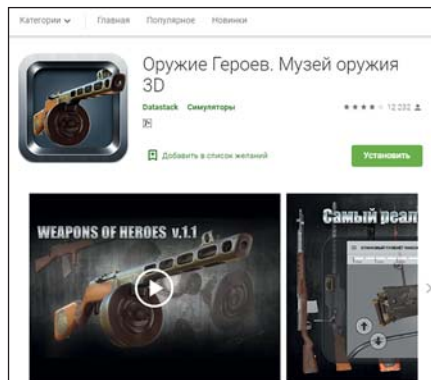 Категории Главная Популярное Новинки
Оружие Героев. Музей оружия
3D
Datastack Симуляторы 12 232
Добавить в список желаний Установить
WEAPONS OF HEROES v.1.1
Самый реал